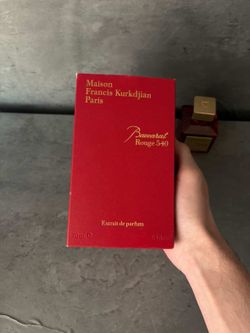 Maison
Francis Kurkdjian
Paris
Baccarat
Rouge 540
Extrait de parfum